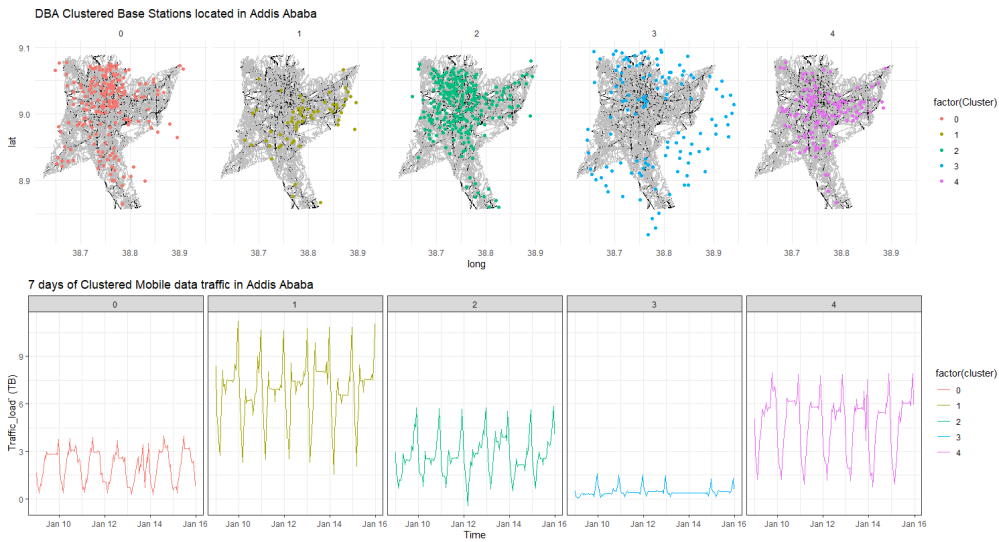 DBA Clustered Base Stations located in Addis Ababa
0 1 2 3 4
9.1
9.0
8.9
lat
38.7 38.8 38.9 38.7 38.8 38.9 38.7 38.8 38.9 38.7 38.8 38.9 38.7 38.8 38.9
long
factor(Cluster)
0
1
2
3
4
7 days of Clustered Mobile data traffic in Addis Ababa
0 1 2 3 4
9
6
3
0
Traffic_load` (TB)
Jan 10 Jan 12 Jan 14 Jan 16 Jan 10 Jan 12 Jan 14 Jan 16 Jan 10 Jan 12 Jan 14 Jan 16 Jan 10 Jan 12 Jan 14 Jan 16 Jan 10 Jan 12 Jan 14 Jan 16
Time
factor(cluster)
0
1
2
3
4